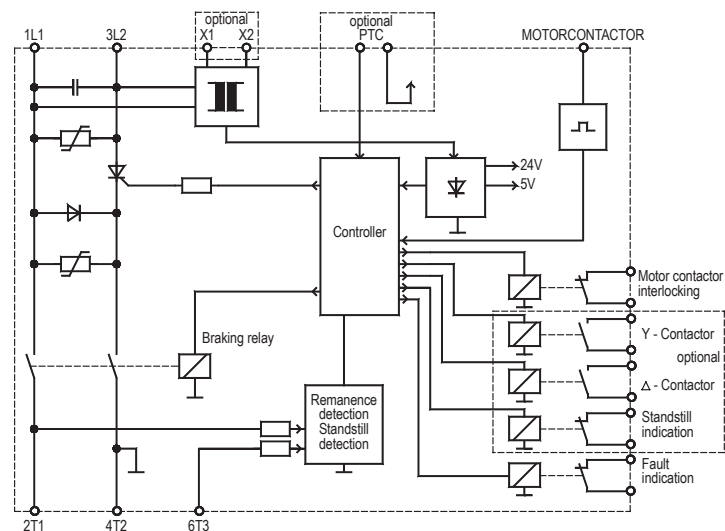 optional
optional
1L1
3L2
X1
X2
PTC
MOTORCONTACTOR
24V
5V
Controller
Motor contactor
interlocking
Braking relay
Y - Contactor
optional
Δ - Contactor
Remanence
detection
Standstill
detection
Standstill
indication
Fault
indication
2T1
4T2
6T3